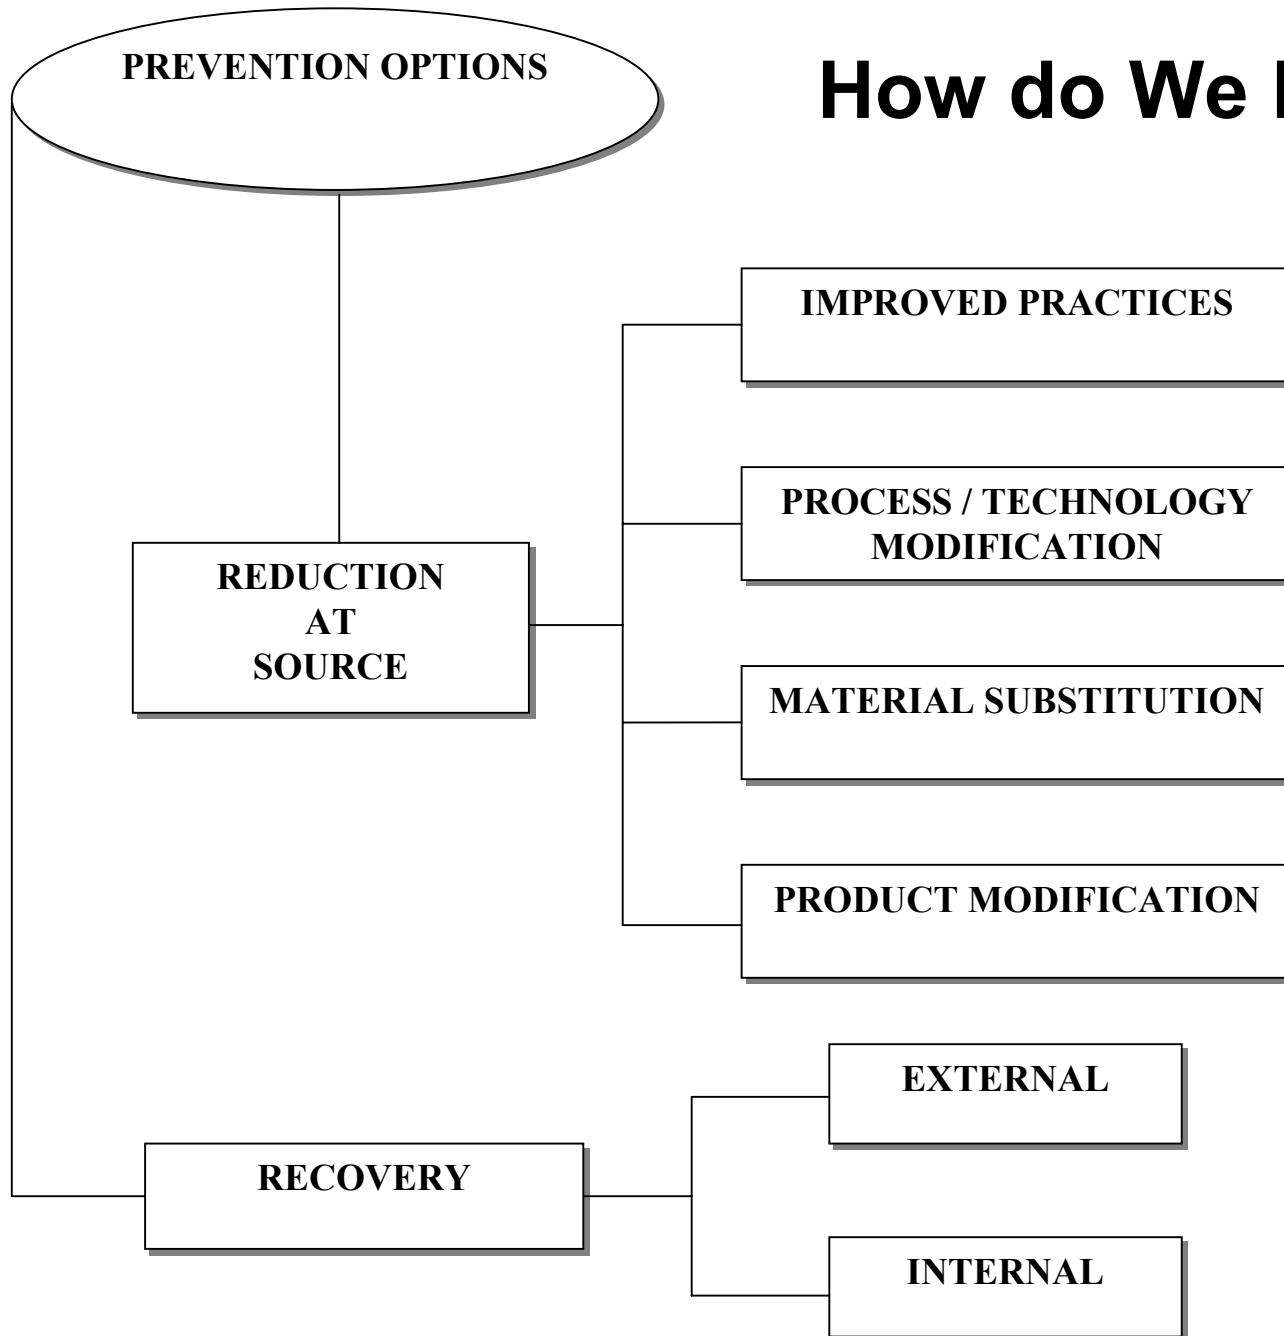 PREVENTION OPTIONS
How do We
IMPROVED PRACTICES
PROCESS / TECHNOLOGY
MODIFICATION
REDUCTION
AT
SOURCE
MATERIAL SUBSTITUTION
PRODUCT MODIFICATION
EXTERNAL
RECOVERY
INTERNAL